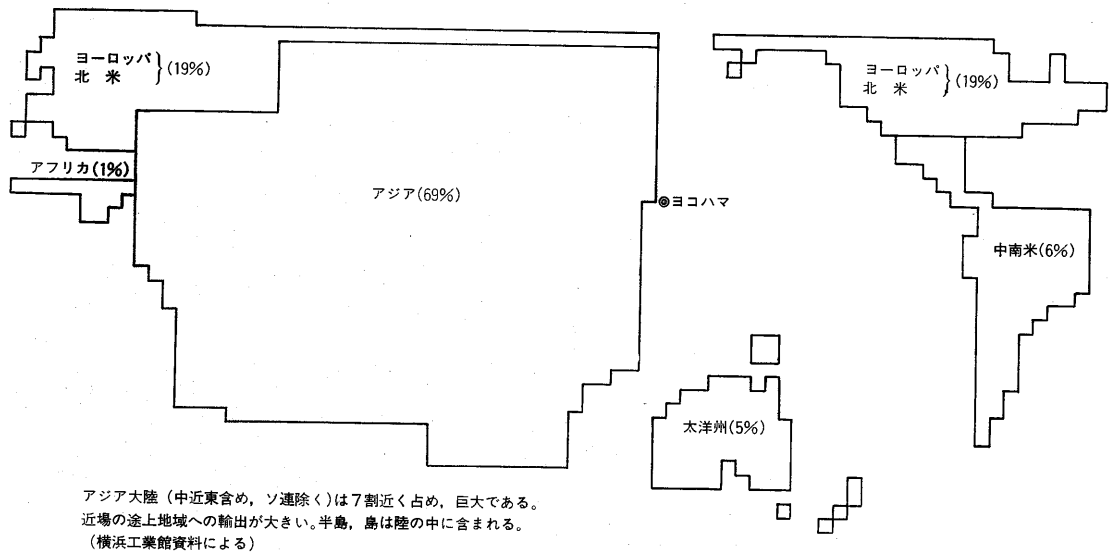 ヨーロッパ
北 米 }(19%)
ヨーロッパ
北 米 }(19%)
アフリカ(1%)
アジア(69%)
◎ヨコハマ
中南米(6%)
太洋州(5%)
アジア大陸(中近東含め,ソ連除く)は7割近く占め,巨大である。
近場の途上地域への輸出が大きい。半島,島は陸の中に含まれる。
(横浜工業館資料による)